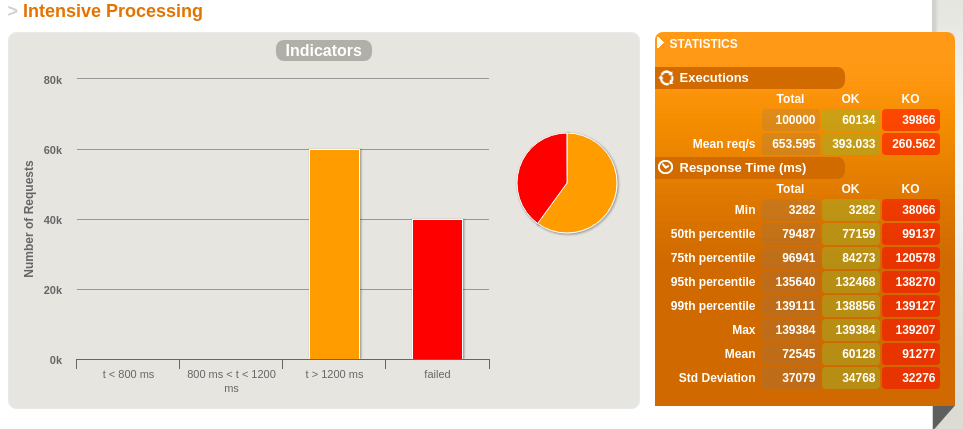 > Intensive Processing
Indicators
Number of Requests
80k
60k
40k
20k
0k
t < 800 ms
800 ms < t < 1200
ms
t > 1200 ms
failed
STATISTICS
Executions
Total OK KO
100000 60134 39866
Mean req/s 653.595 393.033 260.562
Response Time (ms)
Total OK KO
Min 3282 3282 38066
50th percentile 79487 77159 99137
75th percentile 96941 84273 120578
95th percentile 135640 132468 138270
99th percentile 139111 138856 139127
Max 139384 139384 139207
Mean 72545 60128 91277
Std Deviation 37079 34768 32276